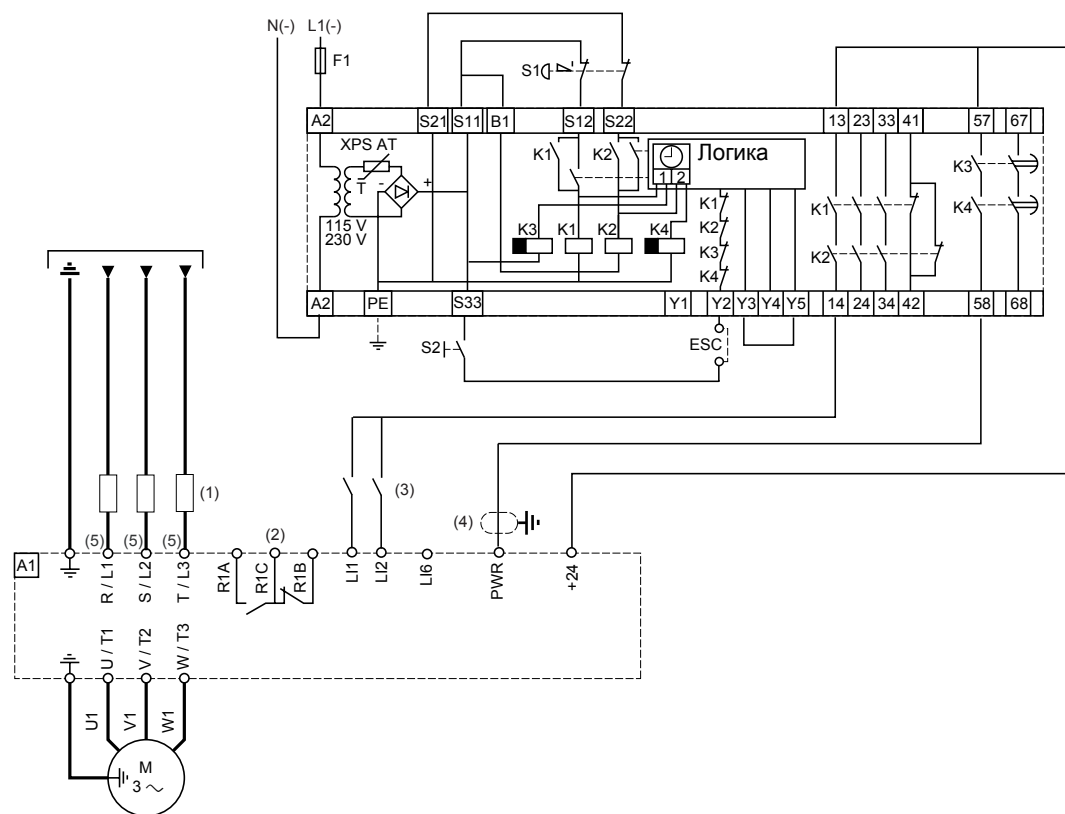 N(-) L1(-)
F1
S1
A2 S21 S11 B1 S12 S22 13 23 33 41 57 67
XPS AT
T - +
115 V
230 V
K1 K2 Логика
1 2
K3 K1 K2 K4
K1
K2
K3
K4
K1
K2
K3
K4
A2 PE S33 Y1 Y2 Y3 Y4 Y5 14 24 34 42 58 68
S2
ESC
(1)
(3)
(4)
(5) (5) (5) (2)
A1
R / L1 S / L2 T / L3 R1A R1C R1B LI1 LI2 LI6 PWR +24
U / T1 V / T2 W / T3
U1 V1 W1
M
3 ~